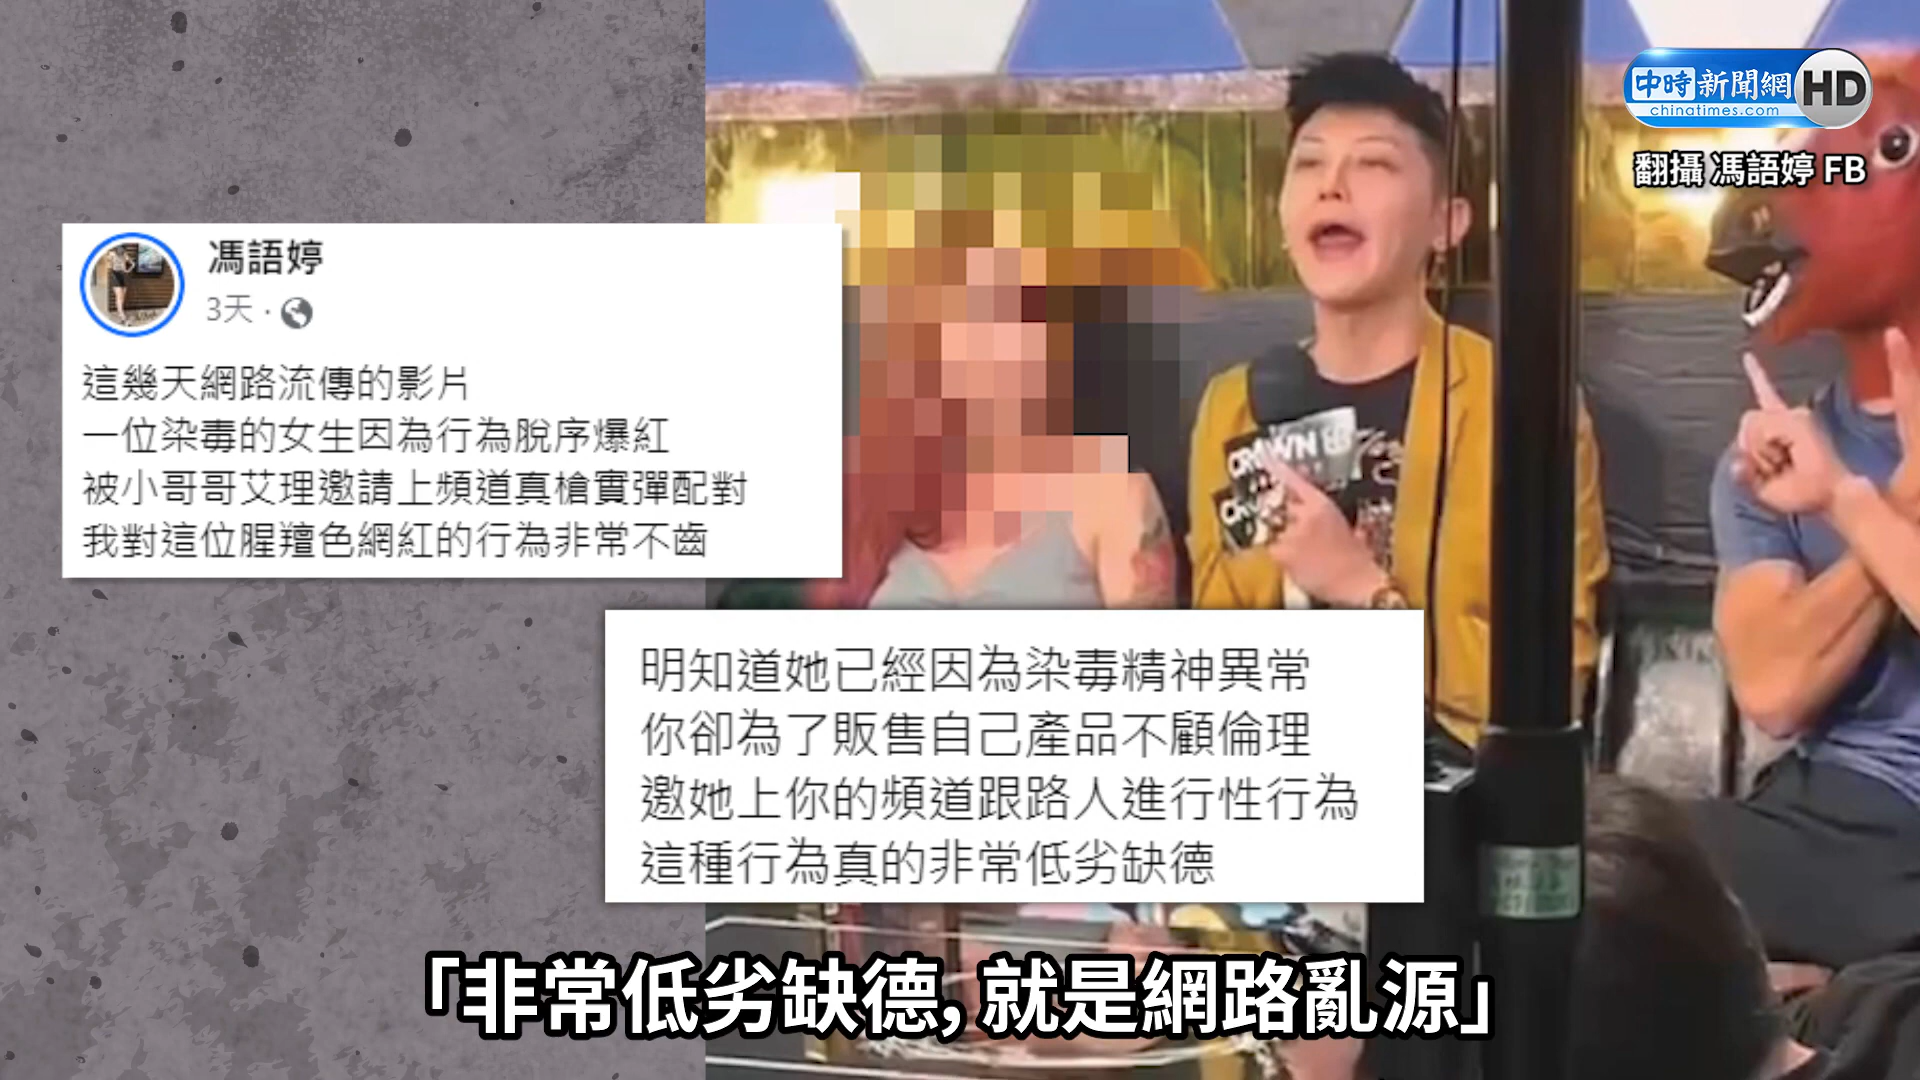 中時新聞網HD
chinatimes.com
翻攝 馮語婷 FB
馮語婷
3天·
這幾天網路流傳的影片
一位染毒的女生因為行為脫序爆紅
被小哥哥艾理邀請上頻道真槍實彈配對
我對這位腥羶色網紅的行為非常不齒
明知道她已經因為染毒精神異常
你卻為了販售自己產品不顧倫理
邀她上你的頻道跟路人進行性行為
這種行為真的非常低劣缺德
「非常低劣缺德,就是網路亂源」